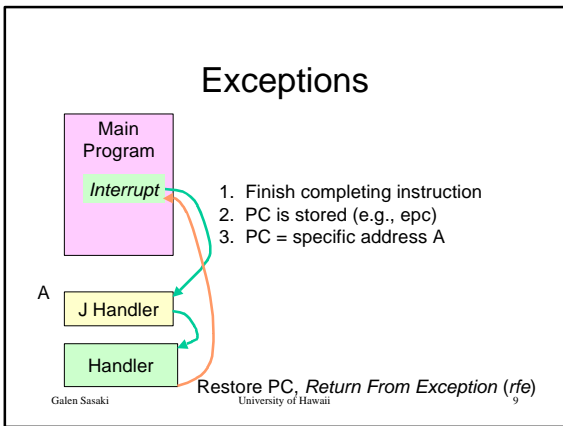 Exceptions
Main
Program
Interrupt
1. Finish completing instruction
2. PC is stored (e.g., epc)
3. PC = specific address A
A
J Handler
Handler
Restore PC, Return From Exception (rfe)
Galen Sasaki University of Hawaii 9